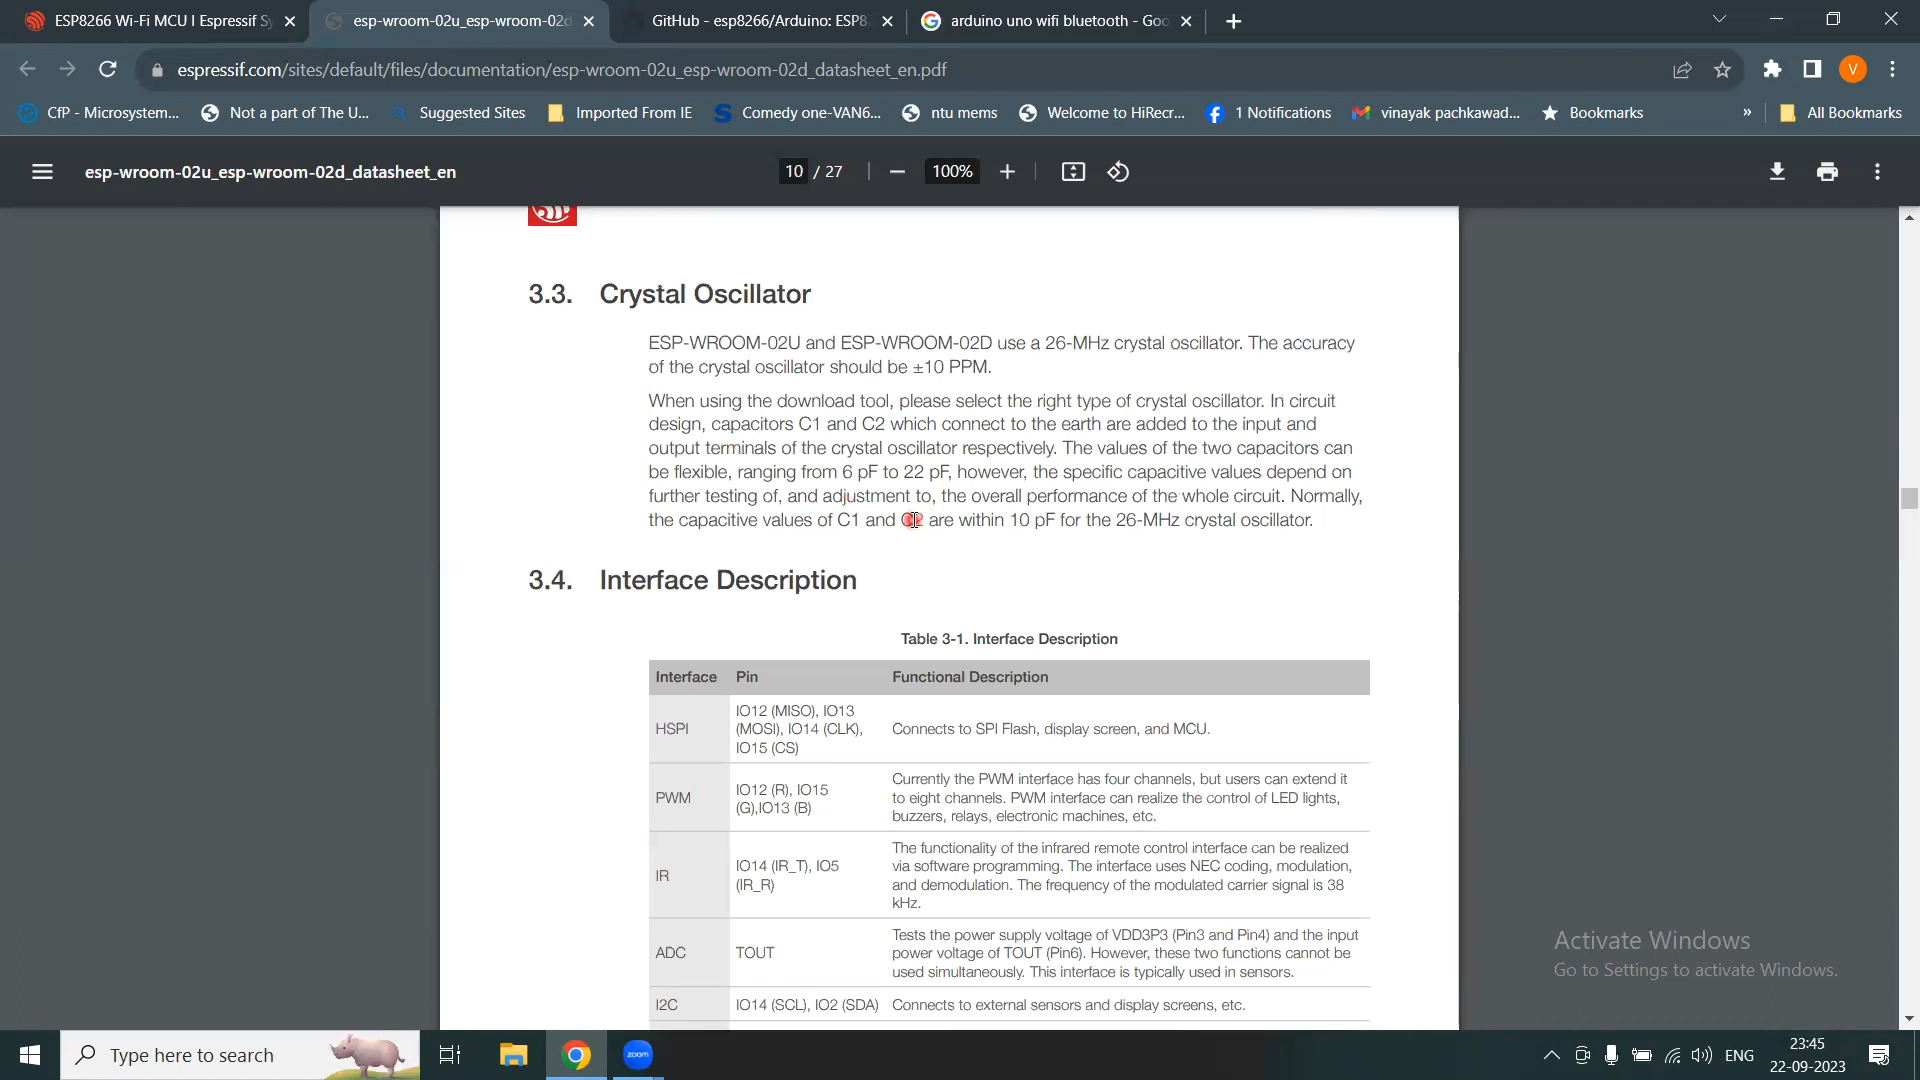 ESP8266 Wi-Fi MCU I Espressif Sy
esp-wroom-02u_esp-wroom-02d
GitHub - esp8266/Arduino: ESP8
arduino uno wifi bluetooth - Goo
espressif.com/sites/default/files/documentation/esp-wroom-02u_esp-wroom-02d_datasheet_en.pdf
V
CfP - Microsystem...
Not a part of The U...
Suggested Sites
Imported From IE
Comedy one-VAN6...
ntu mems
Welcome to HiRecr...
1 Notifications
vinayak pachkawad...
Bookmarks
»
All Bookmarks
esp-wroom-02u_esp-wroom-02d_datasheet_en
10 / 27
100%
3.3. Crystal Oscillator
ESP-WROOM-02U and ESP-WROOM-02D use a 26-MHz crystal oscillator. The accuracy
of the crystal oscillator should be ±10 PPM.
When using the download tool, please select the right type of crystal oscillator. In circuit
design, capacitors C1 and C2 which connect to the earth are added to the input and
output terminals of the crystal oscillator respectively. The values of the two capacitors can
be flexible, ranging from 6 pF to 22 pF, however, the specific capacitive values depend on
further testing of, and adjustment to, the overall performance of the whole circuit. Normally,
the capacitive values of C1 and C2 are within 10 pF for the 26-MHz crystal oscillator.
3.4. Interface Description
Table 3-1. Interface Description
Interface Pin Functional Description
HSPI
IO12 (MISO), IO13
(MOSI), IO14 (CLK),
IO15 (CS)
Connects to SPI Flash, display screen, and MCU.
PWM
IO12 (R), IO15
(G),IO13 (B)
Currently the PWM interface has four channels, but users can extend it
to eight channels. PWM interface can realize the control of LED lights,
buzzers, relays, electronic machines, etc.
IR
IO14 (IR_T), IO5
(IR_R)
The functionality of the infrared remote control interface can be realized
via software programming. The interface uses NEC coding, modulation,
and demodulation. The frequency of the modulated carrier signal is 38
kHz.
ADC
TOUT
Tests the power supply voltage of VDD3P3 (Pin3 and Pin4) and the input
power voltage of TOUT (Pin6). However, these two functions cannot be
used simultaneously. This interface is typically used in sensors.
I2C
IO14 (SCL), IO2 (SDA)
Connects to external sensors and display screens, etc.
Activate Windows
Go to Settings to activate Windows.
Type here to search
zoom
ENG
23:45
22-09-2023